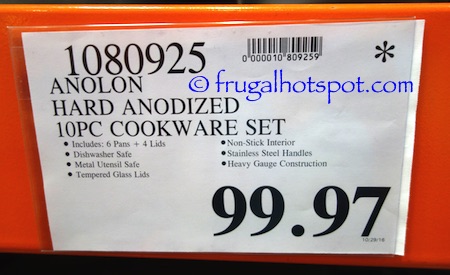 1080925
0000010809259
*
© frugalhotspot.com
ANOLON
HARD ANODIZED
10PC COOKWARE SET
• Includes: 6 Pans + 4 Lids
• Dishwasher Safe
• Metal Utensil Safe
• Tempered Glass Lids
• Non-Stick Interior
• Stainless Steel Handles
• Heavy Gauge Construction
99.97
10/28/16